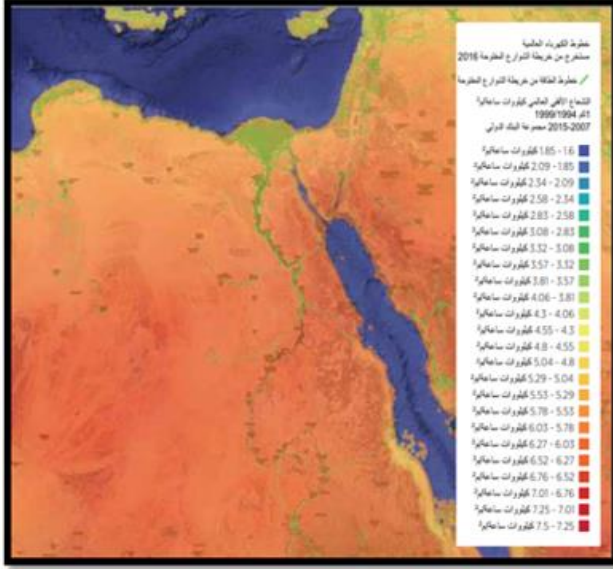 خطوط الكهرباء العالمية
مستخرج من خريطة الشوارع المفتوحة 2016
خطوط الطاقة من خريطة الشوارع المفتوحة
الشعاع الأفقي العالمي كيلووات ساعة/م²
1999/1994
2015-2007 مجموعة البنك الدولي
1.6 - 1.85 كيلووات ساعة/م²
1.85 - 2.09 كيلووات ساعة/م²
2.09 - 2.34 كيلووات ساعة/م²
2.34 - 2.58 كيلووات ساعة/م²
2.58 - 2.83 كيلووات ساعة/م²
2.83 - 3.08 كيلووات ساعة/م²
3.08 - 3.32 كيلووات ساعة/م²
3.32 - 3.57 كيلووات ساعة/م²
3.57 - 3.81 كيلووات ساعة/م²
3.81 - 4.06 كيلووات ساعة/م²
4.06 - 4.3 كيلووات ساعة/م²
4.3 - 4.55 كيلووات ساعة/م²
4.55 - 4.8 كيلووات ساعة/م²
4.8 - 5.04 كيلووات ساعة/م²
5.04 - 5.29 كيلووات ساعة/م²
5.29 - 5.53 كيلووات ساعة/م²
5.53 - 5.78 كيلووات ساعة/م²
5.78 - 6.03 كيلووات ساعة/م²
6.03 - 6.27 كيلووات ساعة/م²
6.27 - 6.52 كيلووات ساعة/م²
6.52 - 6.76 كيلووات ساعة/م²
6.76 - 7.01 كيلووات ساعة/م²
7.01 - 7.25 كيلووات ساعة/م²
7.25 - 7.5 كيلووات ساعة/م²